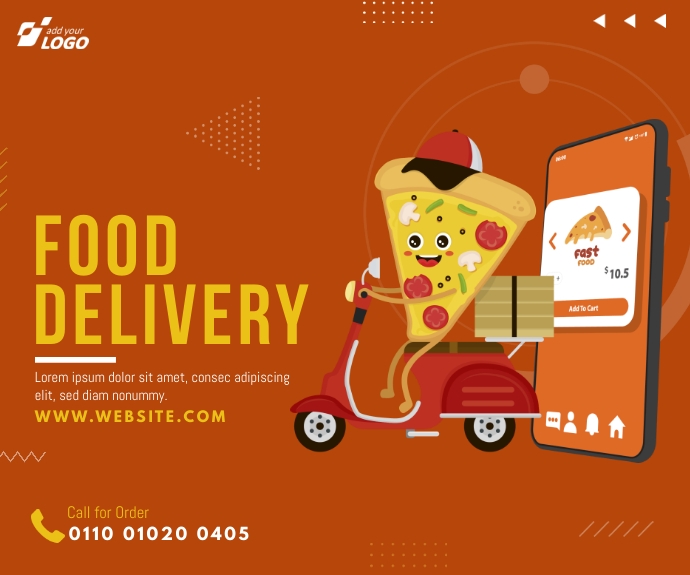 add your
LOGO
FOOD
DELIVERY
Lorem ipsum dolor sit amet, consec adipiscing
elit, sed diam nonummy.
WWW.WEBSITE.COM
Call for Order
0110 01020 0405
Fast
FOOD
$10.5
Add To Cart